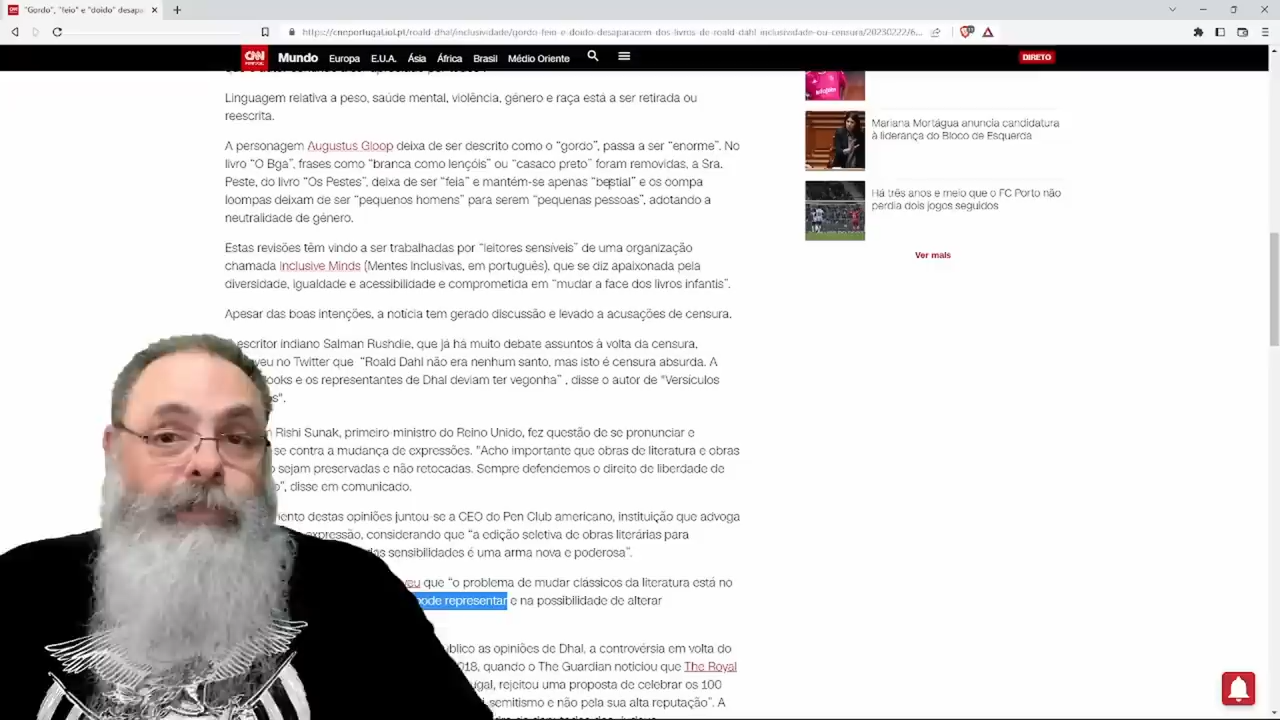 "Gordo", "feio" e "doido" desapa
https://cnnportugal.iol.pt/roald-dhal/inclusividade/gordo-feio-e-doido-desaparecem-dos-livros-de-roald-dahl-inclusividade-ou-censura/20230222/6...
CNN PORTUGAL Mundo Europa E.U.A. Ásia África Brasil Médio Oriente DIRETO
Linguagem relativa a peso, saúde mental, violência, género e raça está a ser retirada ou
reescrita.
A personagem Augustus Gloop deixa de ser descrito como o "gordo", passa a ser "enorme". No
livro "O Bga", frases como "branca como lençóis" ou "casaco preto" foram removidas, a Sra.
Peste, do livro "Os Pestes", deixa de ser "feia" e mantém-se apenas "bestial" e os oompa
loompas deixam de ser "pequenos homens" para serem "pequenas pessoas", adotando a
neutralidade de género.
Estas revisões têm vindo a ser trabalhadas por "leitores sensíveis" de uma organização
chamada Inclusive Minds (Mentes Inclusivas, em português), que se diz apaixonada pela
diversidade, igualdade e acessibilidade e comprometida em "mudar a face dos livros infantis".
Apesar das boas intenções, a notícia tem gerado discussão e levado a acusações de censura.
escritor indiano Salman Rushdie, que já há muito debate assuntos à volta da censura,
veu no Twitter que "Roald Dahl não era nenhum santo, mas isto é censura absurda. A
ooks e os representantes de Dhal deviam ter vegonha" , disse o autor de "Versículos
os".
Rishi Sunak, primeiro-ministro do Reino Unido, fez questão de se pronunciar e
se contra a mudança de expressões. "Acho importante que obras de literatura e obras
sejam preservadas e não retocadas. Sempre defendemos o direito de liberdade de
o", disse em comunicado.
ento destas opiniões juntou-se a CEO do Pen Club americano, instituição que advoga
expressão, considerando que "a edição seletiva de obras literárias para
sensibilidades é uma arma nova e poderosa".
eu que "o problema de mudar clássicos da literatura está no
pode representar e na possibilidade de alterar
blico as opiniões de Dhal, a controvérsia em volta do
018, quando o The Guardian noticiou que The Royal
gal, rejeitou uma proposta de celebrar os 100
i semitismo e não pela sua alta reputação". A
Mariana Mortágua anuncia candidatura
à liderança do Bloco de Esquerda
Há três anos e meio que o FC Porto não
perdia dois jogos seguidos
Ver mais